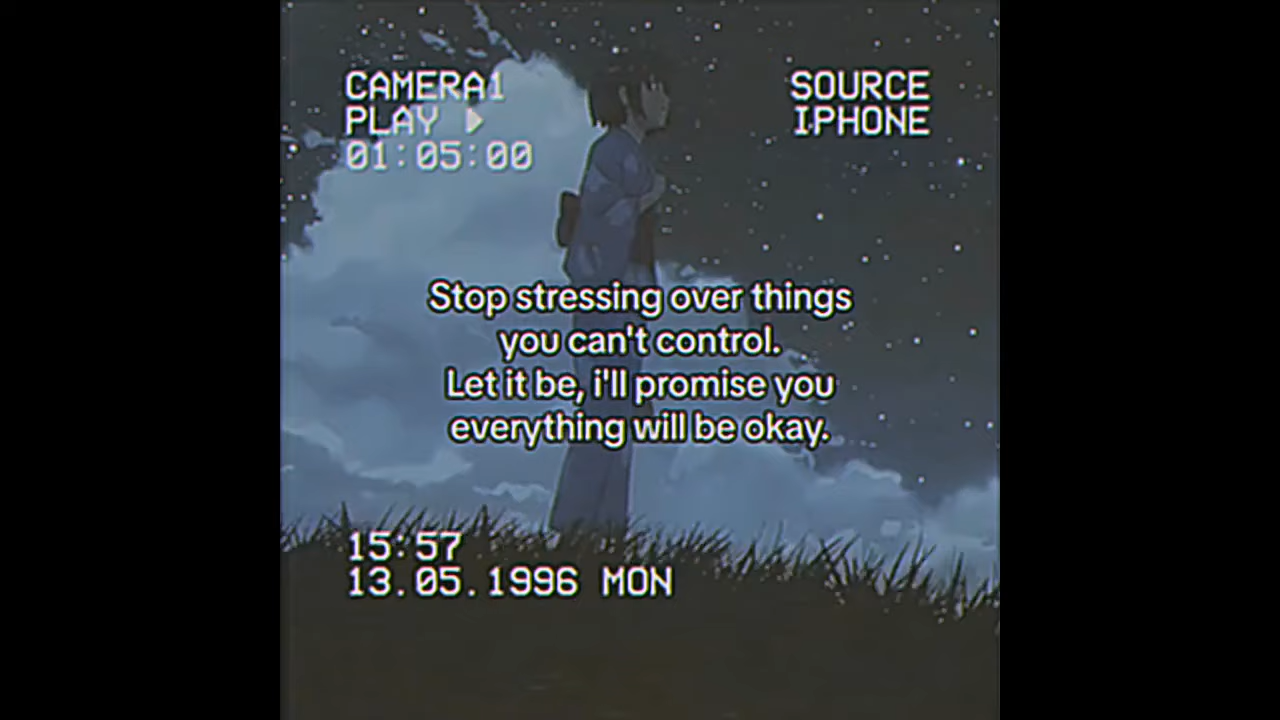 CAMERA1
PLAY
01:05:00
SOURCE
IPHONE
Stop stressing over things
you can't control.
Let it be, i'll promise you
everything will be okay.
15:57
13.05.1996 MON